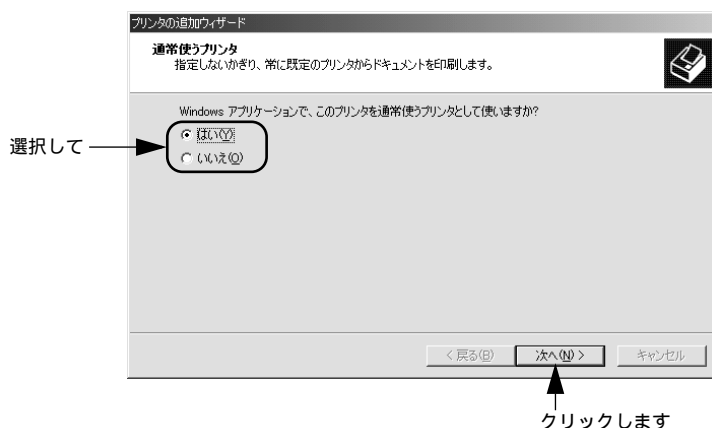 プリンタの追加ウィザード
通常使うプリンタ
指定しないかぎり、常に既定のプリンタからドキュメントを印刷します。
Windows アプリケーションで、このプリンタを通常使うプリンタとして使いますか?
選択して
はい(Y)
いいえ(O)
< 戻る(B)
次へ(N) >
キャンセル
クリックします